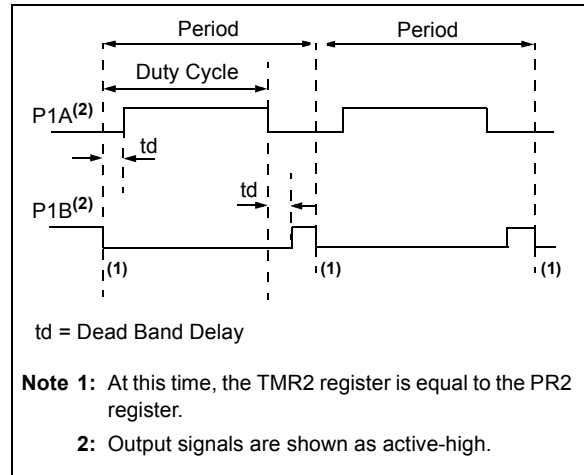 Period Period
Duty Cycle
P1A(2)
td
td
P1B(2)
(1) (1) (1)
td = Dead Band Delay
Note 1: At this time, the TMR2 register is equal to the PR2
register.
2: Output signals are shown as active-high.